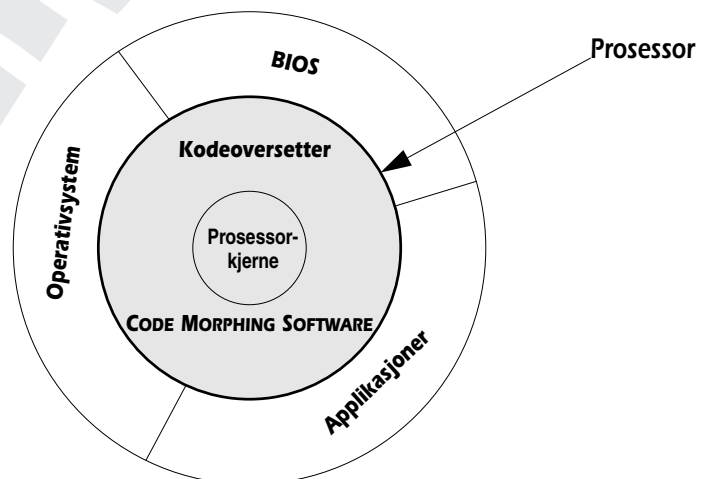 BIOS
Prosessor
Kodeoversetter
Operativsystem
Prosessor-
kjerne
CODE MORPHING SOFTWARE
Applikasjoner